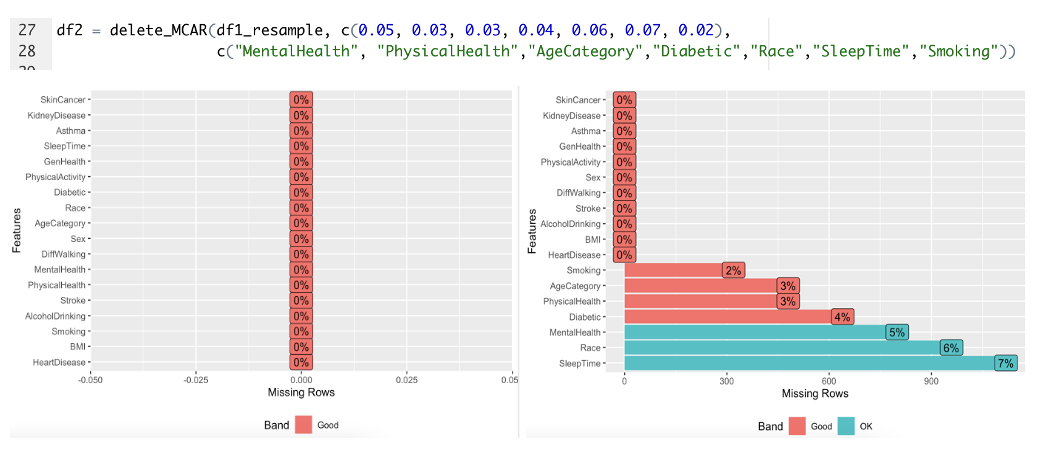 27 df2 = delete_MCAR(df1_resample, c(0.05, 0.03, 0.03, 0.04, 0.06, 0.07, 0.02),
28 c("MentalHealth", "PhysicalHealth","AgeCategory","Diabetic","Race","SleepTime","Smoking"))
SkinCancer 0%
KidneyDisease 0%
Asthma 0%
SleepTime 0%
GenHealth 0%
PhysicalActivity 0%
Diabetic 0%
Race 0%
AgeCategory 0%
Sex 0%
DiffWalking 0%
MentalHealth 0%
PhysicalHealth 0%
Stroke 0%
AlcoholDrinking 0%
Smoking 0%
BMI 0%
HeartDisease 0%
Features
-0.050 -0.025 0.000 0.025 0.05
Missing Rows
Band Good
SkinCancer 0%
KidneyDisease 0%
Asthma 0%
GenHealth 0%
PhysicalActivity 0%
Sex 0%
DiffWalking 0%
Stroke 0%
AlcoholDrinking 0%
BMI 0%
HeartDisease 0%
Smoking 2%
AgeCategory 3%
PhysicalHealth 3%
Diabetic 4%
MentalHealth 5%
Race 6%
SleepTime 7%
Features
0 300 600 900
Missing Rows
Band Good OK